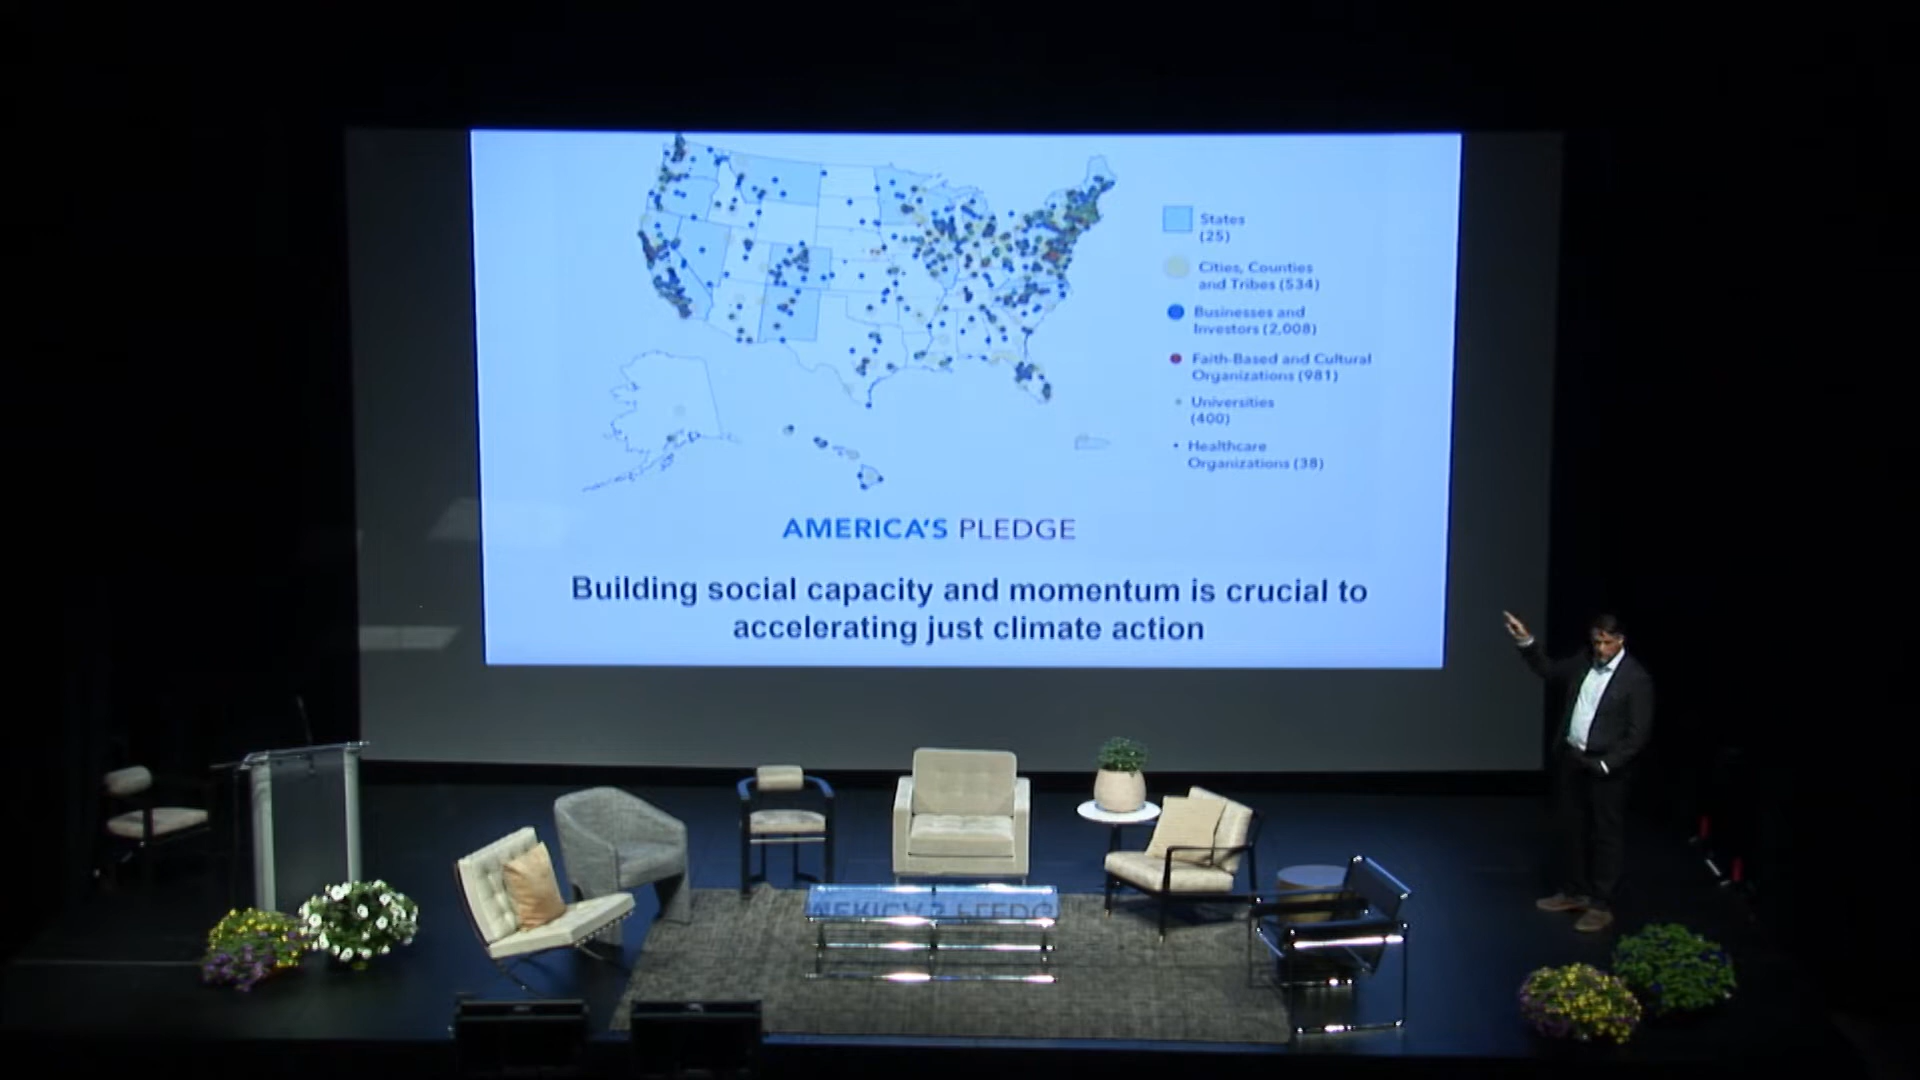 States
(25)
Cities, Counties
and Tribes (534)
Businesses and
Investors (2,008)
Faith-Based and Cultural
Organizations (981)
Universities
(400)
Healthcare
Organizations (38)
AMERICA'S PLEDGE
Building social capacity and momentum is crucial to
accelerating just climate action